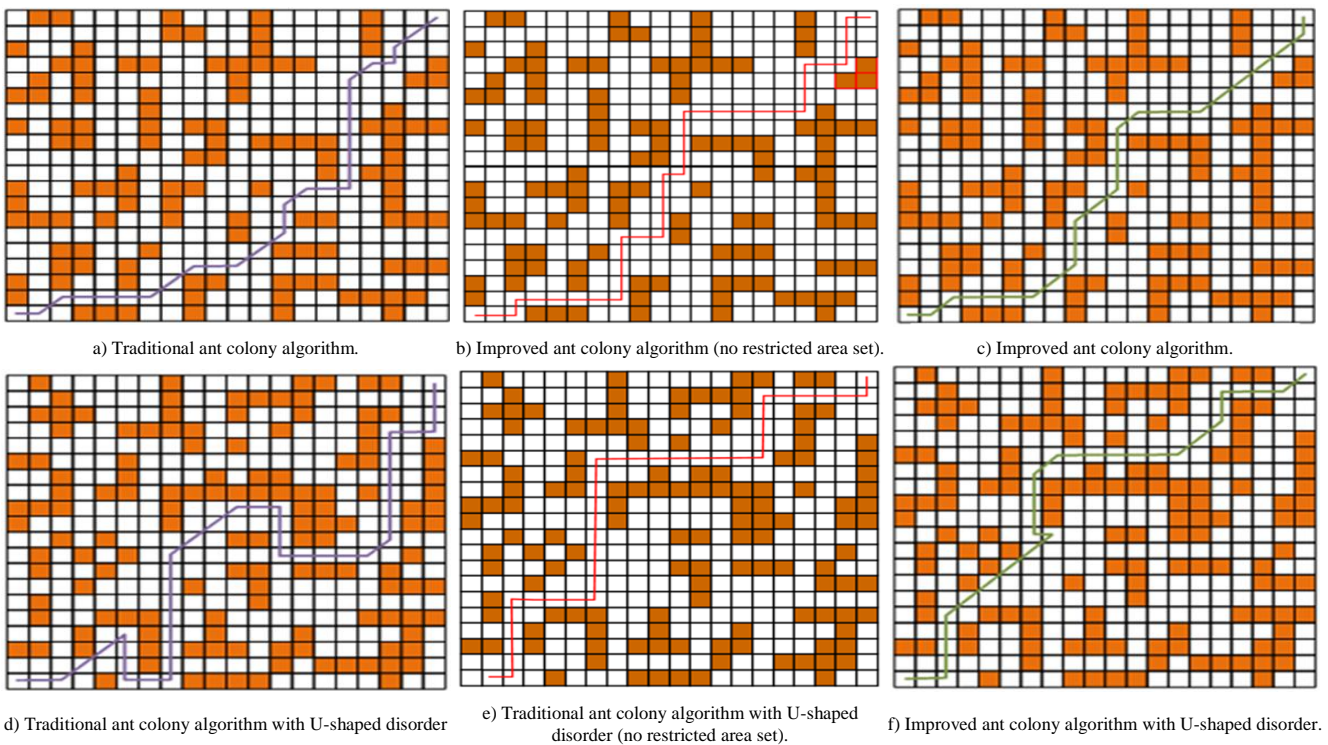 a) Traditional ant colony algorithm.
b) Improved ant colony algorithm (no restricted area set).
c) Improved ant colony algorithm.
d) Traditional ant colony algorithm with U-shaped disorder
e) Traditional ant colony algorithm with U-shaped
disorder (no restricted area set).
f) Improved ant colony algorithm with U-shaped disorder.